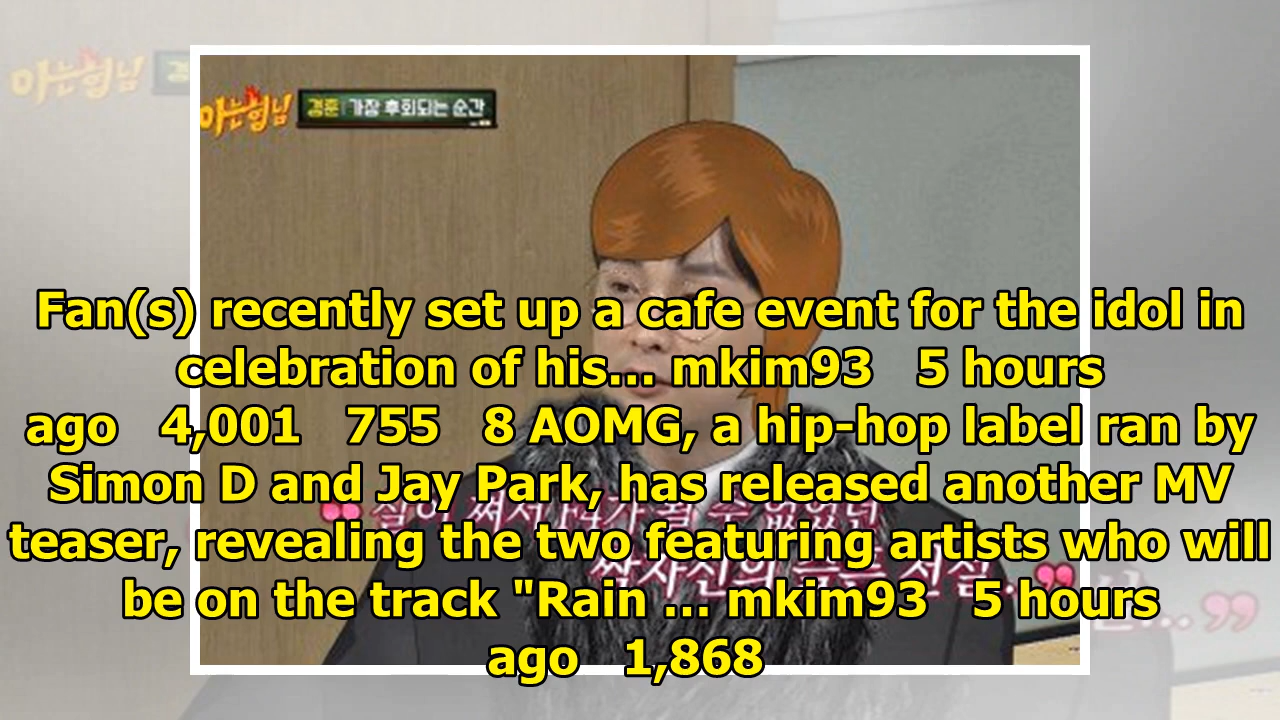 아는형님
경훈 가장 후회되는 순간
Fan(s) recently set up a cafe event for the idol in
celebration of his... mkim93 5 hours
ago 4,001 755 8 AOMG, a hip-hop label ran by
Simon D and Jay Park, has released another MV
teaser, revealing the two featuring artists who will
be on the track "Rain ... mkim93 5 hours
ago 1,868